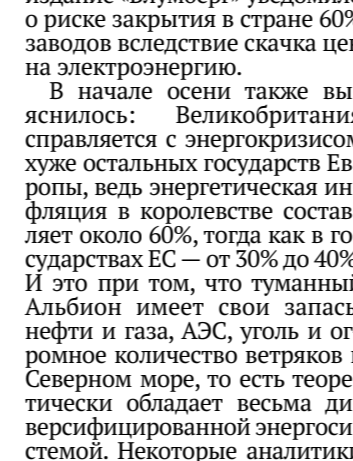 издание «Блумберг» уведомило
о риске закрытия в стране 60%
заводов вследствие скачка цен
на электроэнергию.
В начале осени также вы-
яснилось: Великобритания
справляется с энергокризисом
хуже остальных государств Ев-
ропы, ведь энергетическая ин-
фляция в королевстве состав-
ляет около 60%, тогда как в го-
сударствах ЕС — от 30% до 40%.
И это при том, что туманный
Альбион имеет свои запасы
нефти и газа, АЭС, уголь и ог-
ромное количество ветряков в
Северном море, то есть теоре-
тически обладает весьма ди-
версифицированной энергоси-
стемой. Некоторые аналитики